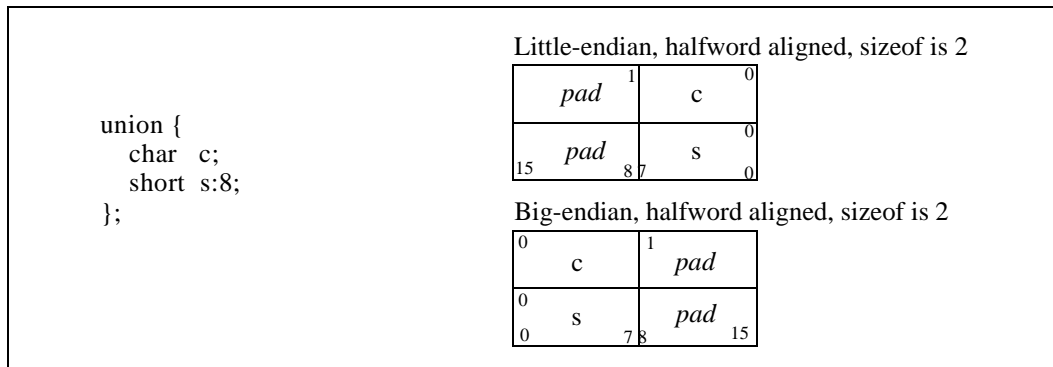 union {
char c;
short s:8;
};
Little-endian, halfword aligned, sizeof is 2
pad 1 c 0
pad s 0
15 8 7 0
Big-endian, halfword aligned, sizeof is 2
0 c 1 pad
0 s pad
0 7 8 15